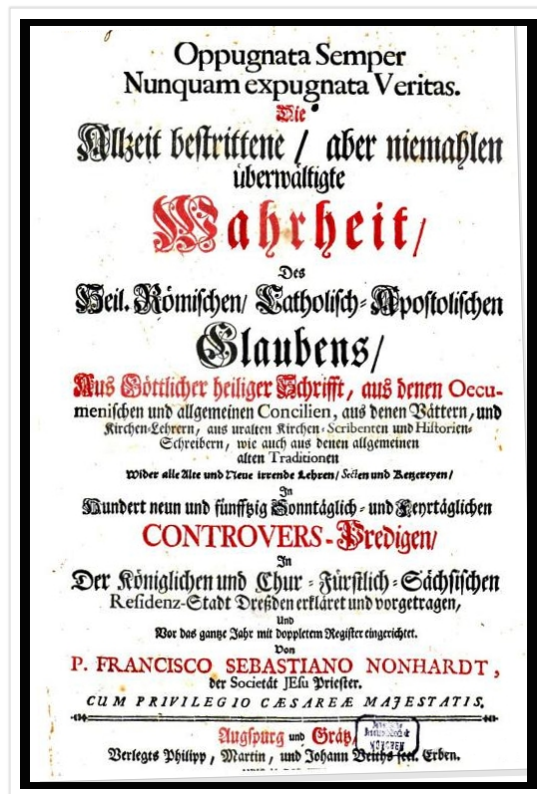 Oppugnata Semper
Nunquam expugnata Veritas.
Die
Allzeit bestrittene / aber niemahlen
überwältigte
Wahrheit /
Des
Heil. Römischen / Catholisch-Apostolischen
Glaubens /
Aus Göttlicher heiliger Schrifft, aus denen Occu-
menischen und allgemeinen Concilien, aus denen Vättern, und
Kirchen-Lehrern, aus uralten Kirchen-Scribenten und Historien-
Schreibern, wie auch aus denen allgemeinen
alten Traditionen
Wider alle Alte und Neue irrende Lehren / Secten und Ketzereyen /
In
Hundert neun und fünfftzig Sonntäglich- und Feyrtäglichen
CONTROVERS-Predigen /
In
Der Königlichen und Chur-Fürstlich-Sächsischen
Residenz-Stadt Dreßden erkläret und vorgetragen,
Und
Vor das gantze Jahr mit doppletem Register eingerichtet.
Von
P. FRANCISCO SEBASTIANO NONHARDT,
der Societät JEsu Priester.
CUM PRIVILEGIO CÆSAREÆ MAJESTATIS.
Augspurg und Grätz /
Verlegts Philipp, Martin, und Johann Veiths seel. Erben.